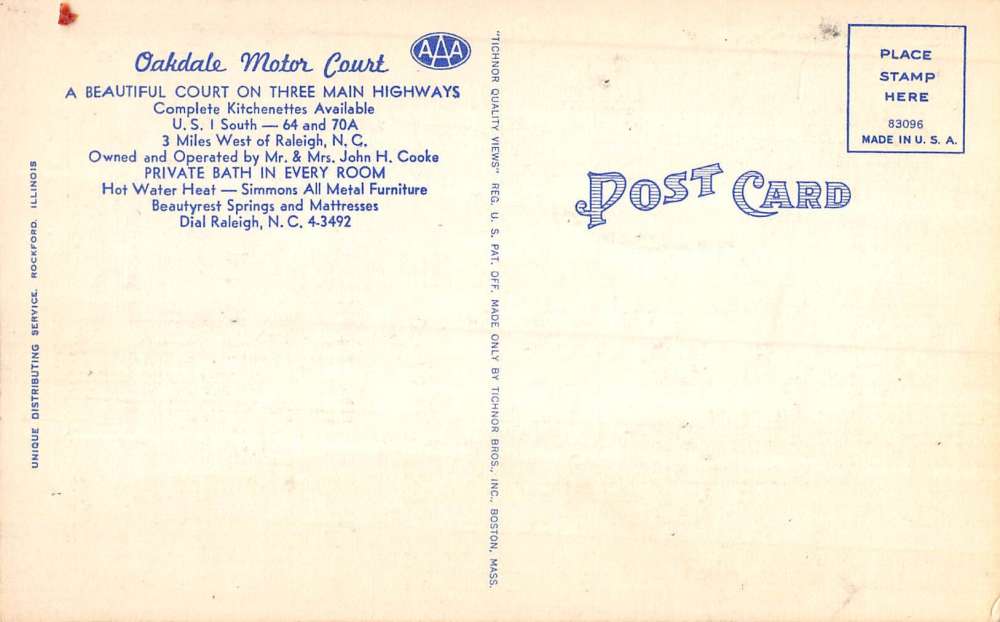 Oakdale Motor Court
AAA
A BEAUTIFUL COURT ON THREE MAIN HIGHWAYS
Complete Kitchenettes Available
U. S. 1 South — 64 and 70A
3 Miles West of Raleigh, N. C.
Owned and Operated by Mr. & Mrs. John H. Cooke
PRIVATE BATH IN EVERY ROOM
Hot Water Heat — Simmons All Metal Furniture
Beautyrest Springs and Mattresses
Dial Raleigh, N. C. 4-3492
UNIQUE DISTRIBUTING SERVICE. ROCKFORD. ILLINOIS
"TICHNOR QUALITY VIEWS" REG. U. S. PAT. OFF. MADE ONLY BY TICHNOR BROS., INC., BOSTON, MASS.
POST CARD
PLACE
STAMP
HERE
83096
MADE IN U. S. A.